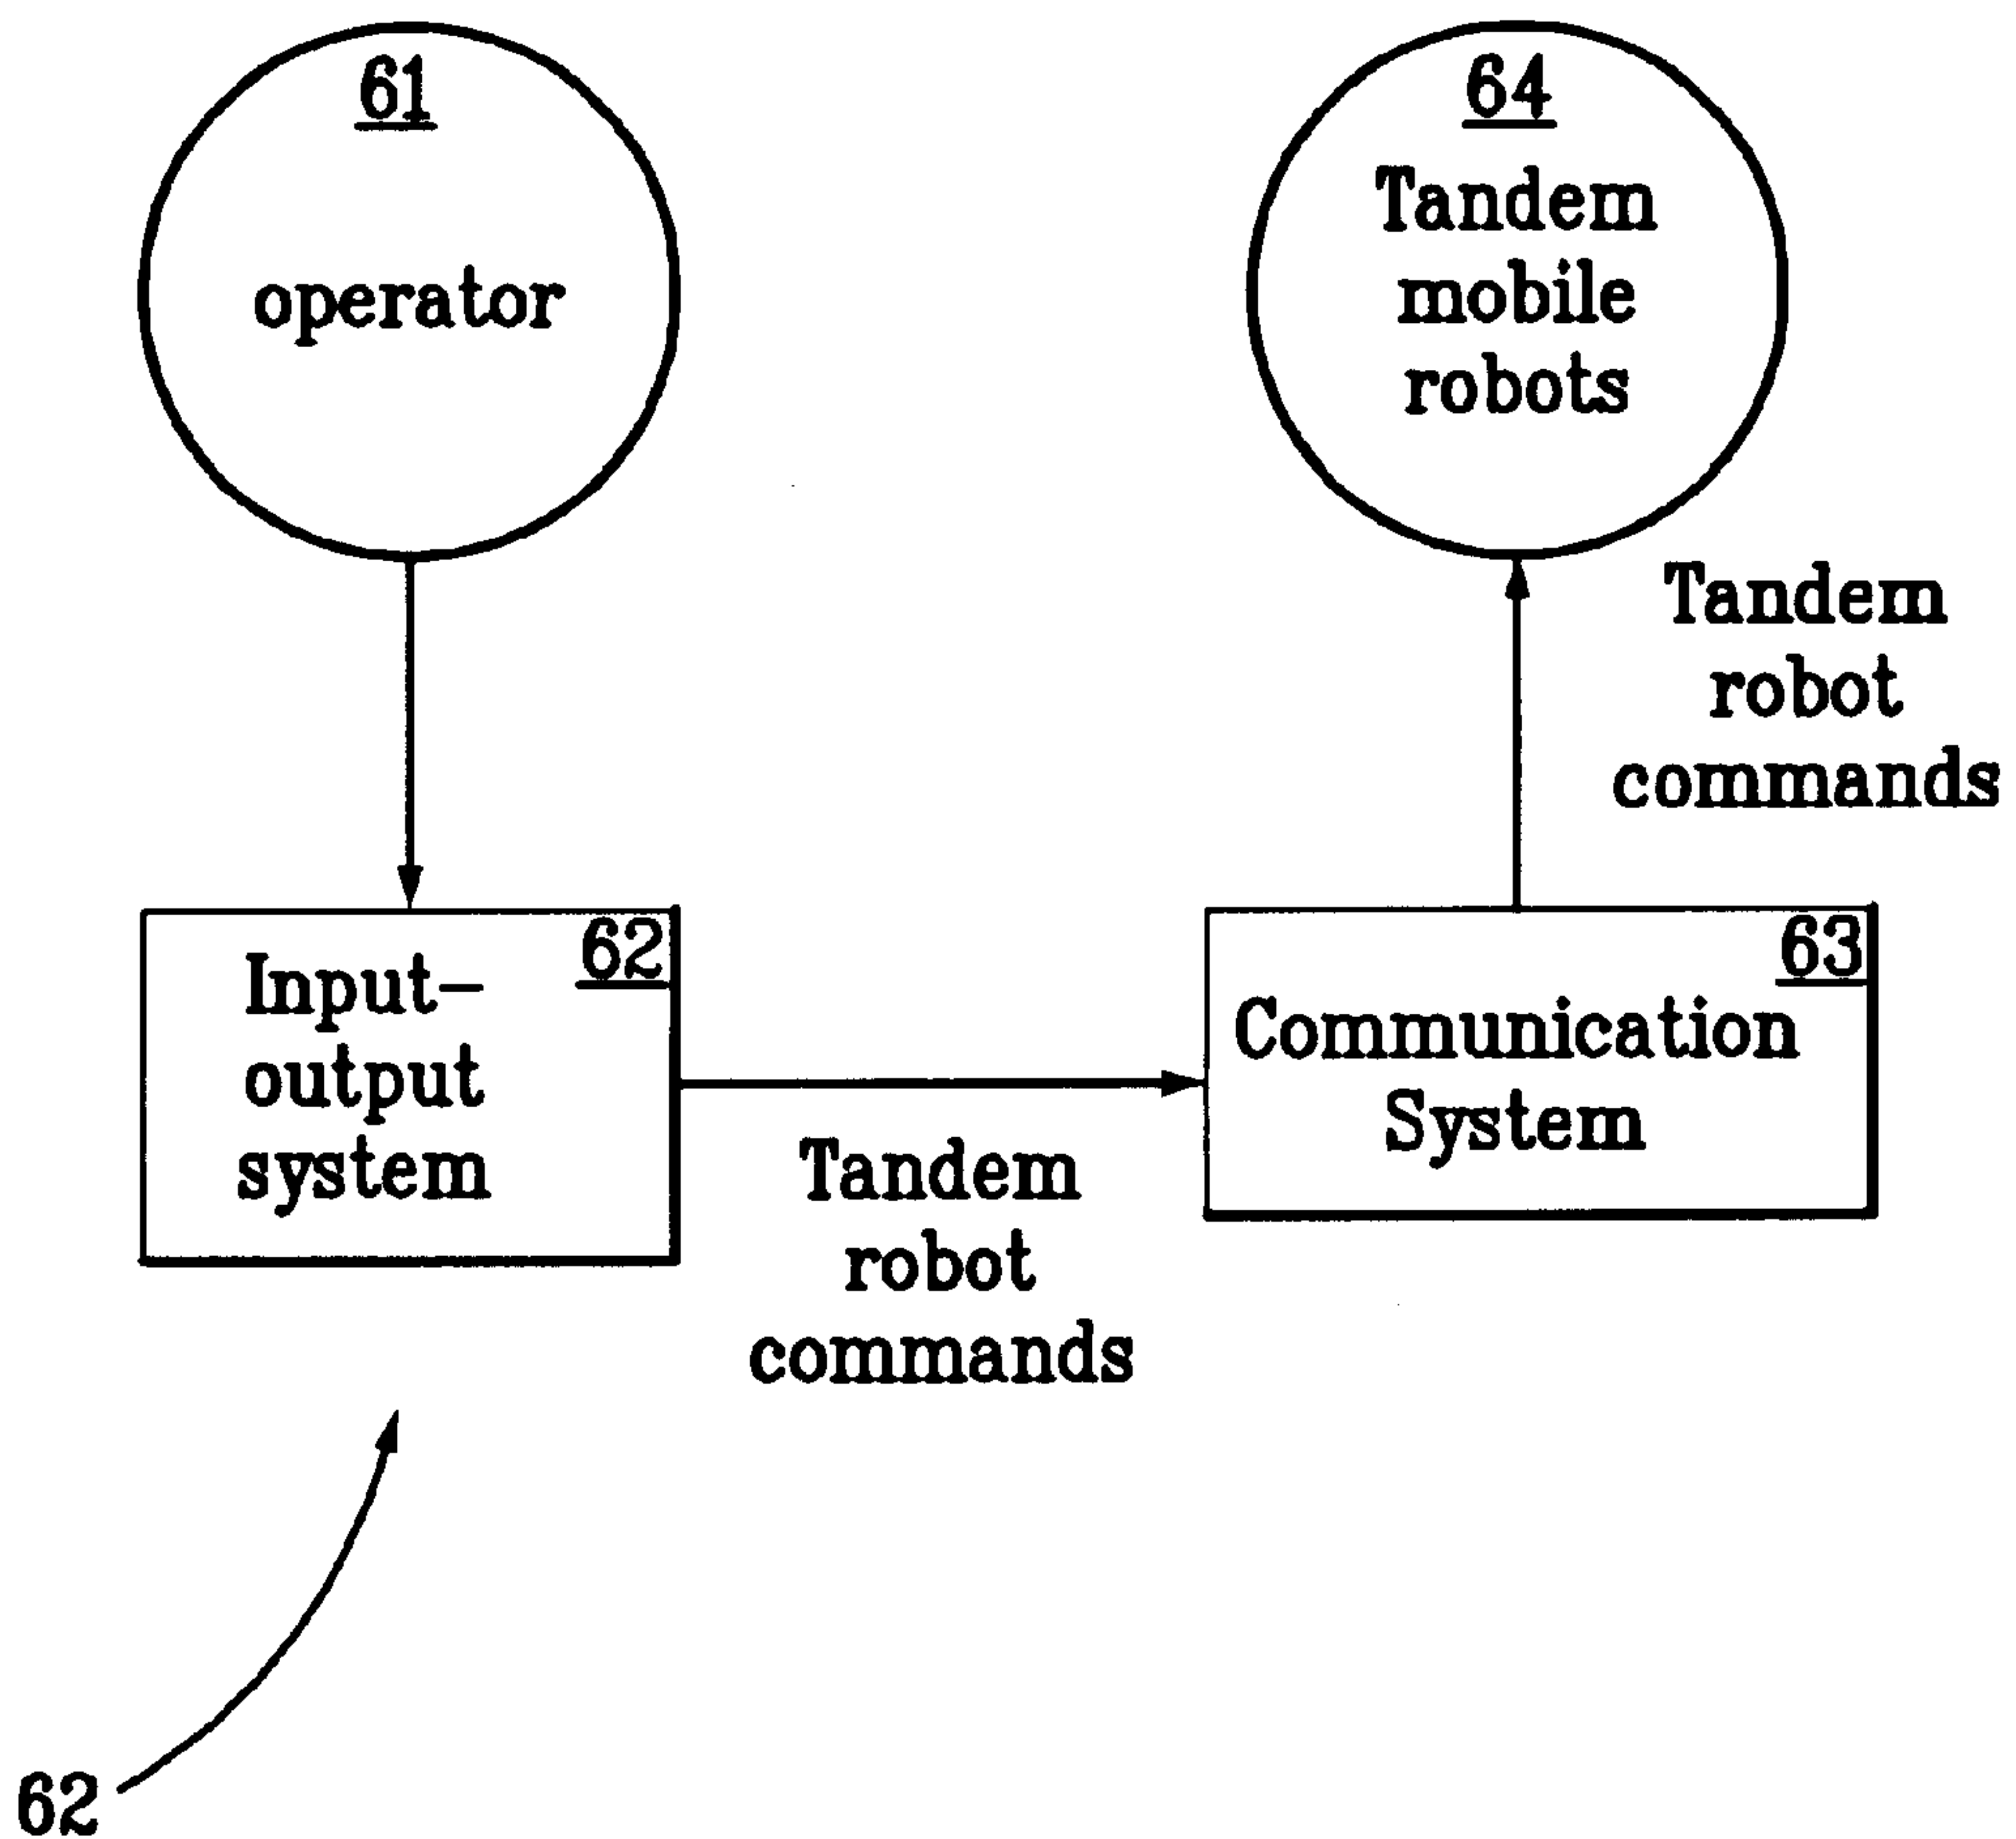 61
operator
64
Tandem
mobile
robots
Tandem
robot
commands
62
Input-
output
system
63
Communication
System
Tandem
robot
commands
62